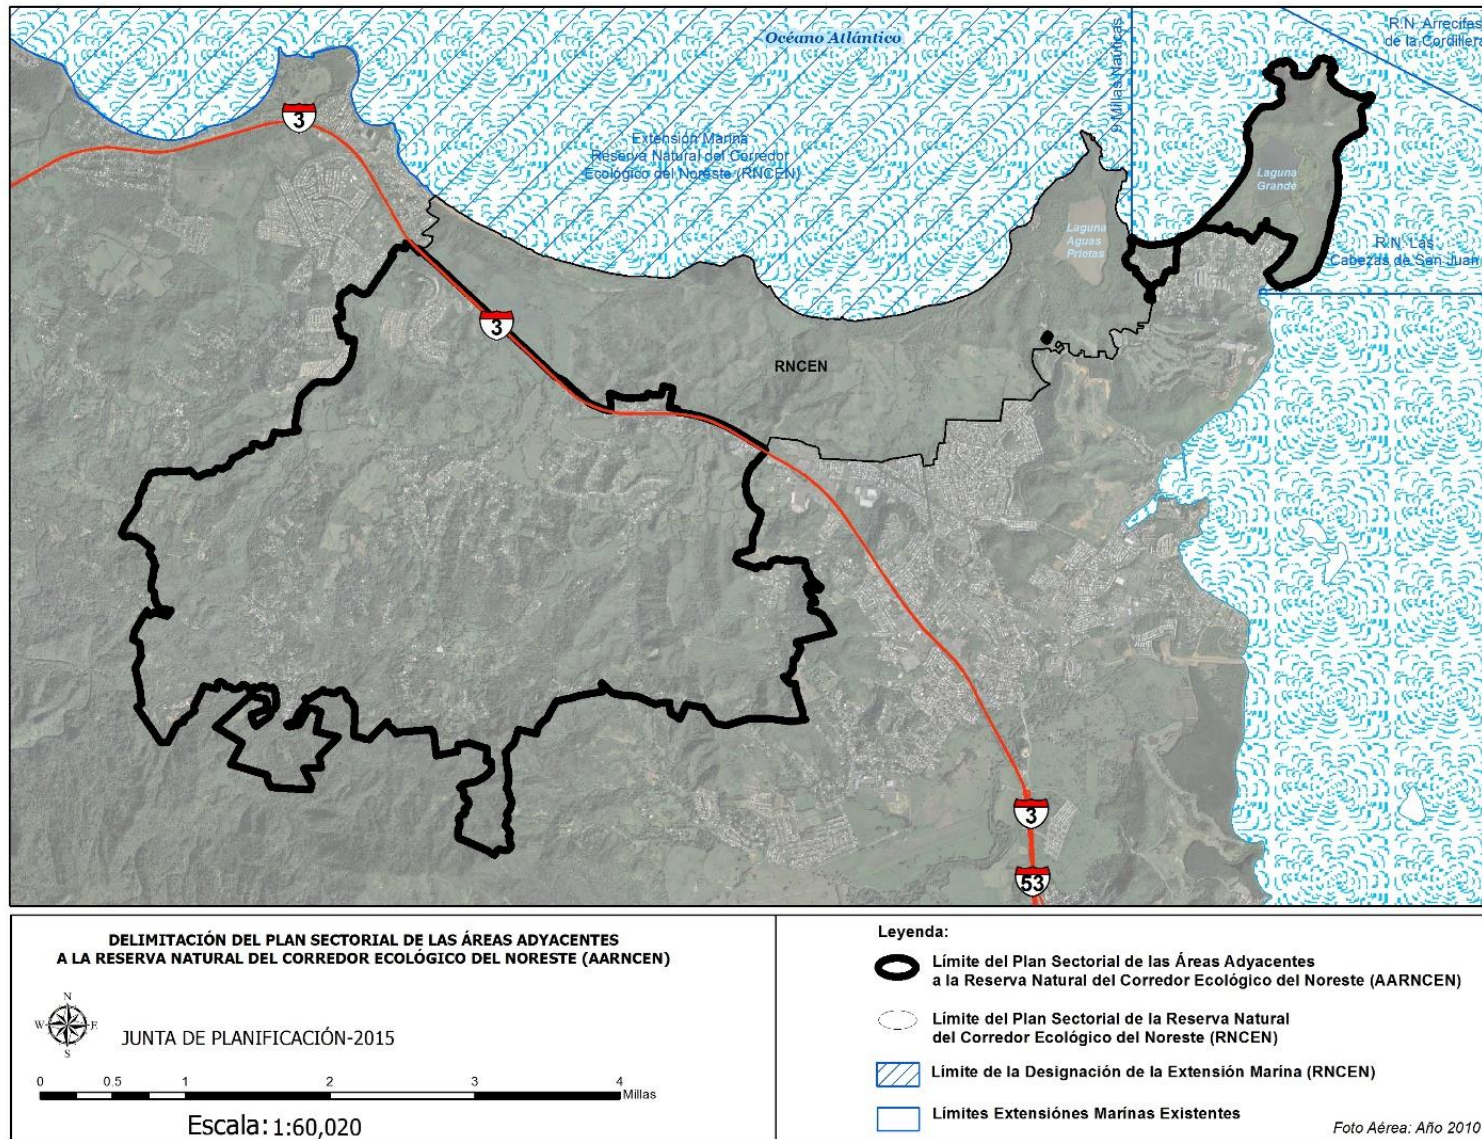 Océano Atlántico
R.N. Arrecifes
de la Cordillera
9 Millas Náuticas
3
Extensión Marina
Reserva Natural del Corredor
Ecológico del Noreste (RNCEN)
Laguna
Grande
Laguna
Aguas
Prietas
R.N. Las
Cabezas de San Juan
3
RNCEN
3
53
DELIMITACIÓN DEL PLAN SECTORIAL DE LAS ÁREAS ADYACENTES
A LA RESERVA NATURAL DEL CORREDOR ECOLÓGICO DEL NORESTE (AARNCEN)
N
W E
S
JUNTA DE PLANIFICACIÓN-2015
0 0.5 1 2 3 4
Millas
Escala: 1:60,020
Leyenda:
Límite del Plan Sectorial de las Áreas Adyacentes
a la Reserva Natural del Corredor Ecológico del Noreste (AARNCEN)
Límite del Plan Sectorial de la Reserva Natural
del Corredor Ecológico del Noreste (RNCEN)
Límite de la Designación de la Extensión Marina (RNCEN)
Límites Extensiónes Marínas Existentes
Foto Aérea: Año 2010